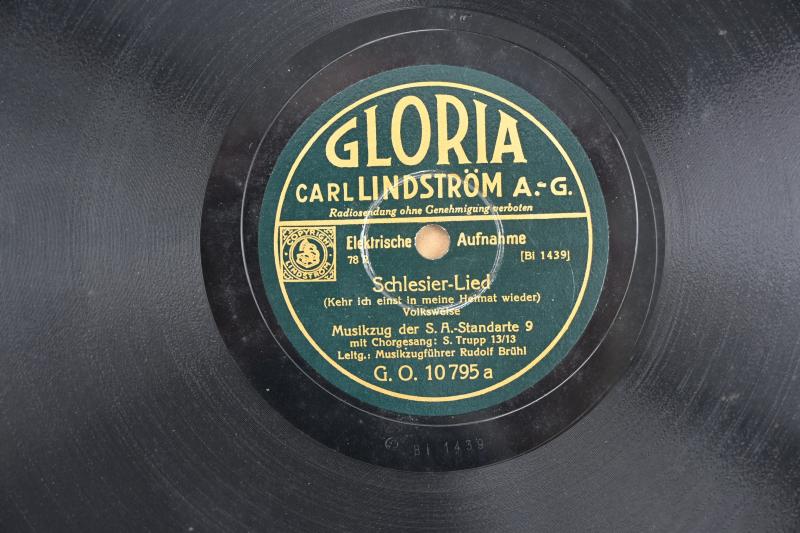 GLORIA
CARL LINDSTRÖM A.-G.
Radiosendung ohne Genehmigung verboten
COPYRIGHT
LINDSTRÖM
Elektrische Aufnahme
78 [Bi 1439]
Schlesier-Lied
(Kehr ich einst in meine Heimat wieder)
Volksweise
Musikzug der S. A.-Standarte 9
mit Chorgesang: S. Trupp 13/13
Leitg.: Musikzugführer Rudolf Brühl
G. O. 10795 a
BI 1439